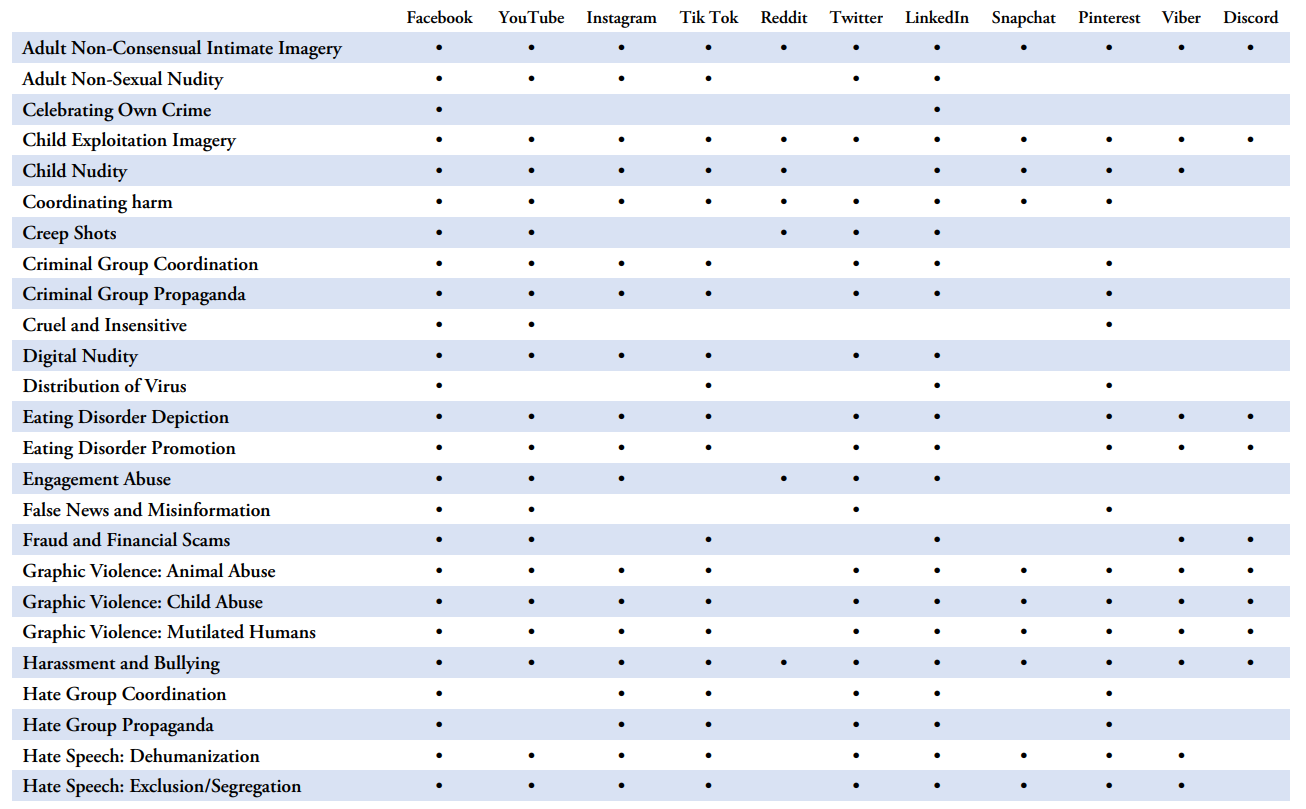 Facebook YouTube Instagram Tik Tok Reddit Twitter LinkedIn Snapchat Pinterest Viber Discord
Adult Non-Consensual Intimate Imagery • • • • • • • • • • •
Adult Non-Sexual Nudity • • • • • •
Celebrating Own Crime • •
Child Exploitation Imagery • • • • • • • • • • •
Child Nudity • • • • • • • • •
Coordinating harm • • • • • • • • •
Creep Shots • • • • •
Criminal Group Coordination • • • • • • •
Criminal Group Propaganda • • • • • • •
Cruel and Insensitive • • •
Digital Nudity • • • • • •
Distribution of Virus • • • •
Eating Disorder Depiction • • • • • • • • •
Eating Disorder Promotion • • • • • • • • •
Engagement Abuse • • • • • •
False News and Misinformation • • • •
Fraud and Financial Scams • • • • • •
Graphic Violence: Animal Abuse • • • • • • • • • •
Graphic Violence: Child Abuse • • • • • • • • • •
Graphic Violence: Mutilated Humans • • • • • • • • • •
Harassment and Bullying • • • • • • • • • • •
Hate Group Coordination • • • • • •
Hate Group Propaganda • • • • • •
Hate Speech: Dehumanization • • • • • • • • •
Hate Speech: Exclusion/Segregation • • • • • • • • •